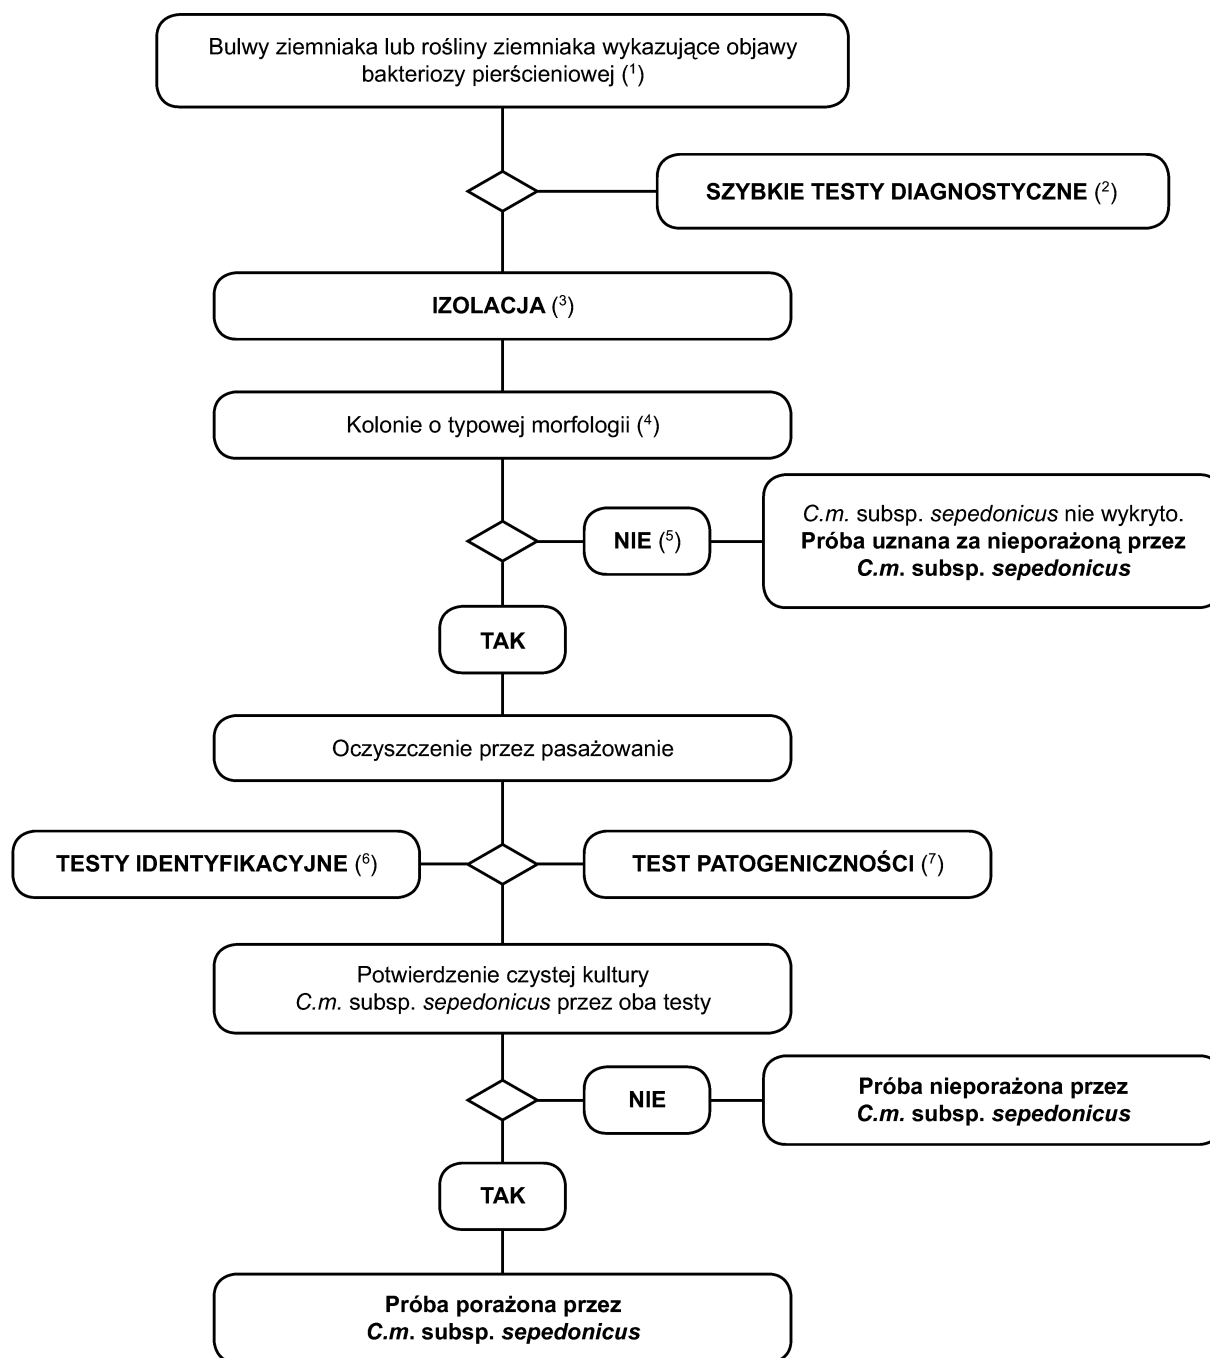 Bulwy ziemniaka lub rośliny ziemniaka wykazujące objawy
bakteriozy pierścieniowej (¹)
SZYBKIE TESTY DIAGNOSTYCZNE (²)
IZOLACJA (³)
Kolonie o typowej morfologii (⁴)
NIE (⁵)
C.m. subsp. sepedonicus nie wykryto.
Próba uznana za nieporażoną przez
C.m. subsp. sepedonicus
TAK
Oczyszczenie przez pasażowanie
TESTY IDENTYFIKACYJNE (⁶)
TEST PATOGENICZNOŚCI (⁷)
Potwierdzenie czystej kultury
C.m. subsp. sepedonicus przez oba testy
NIE
Próba nieporażona przez
C.m. subsp. sepedonicus
TAK
Próba porażona przez
C.m. subsp. sepedonicus